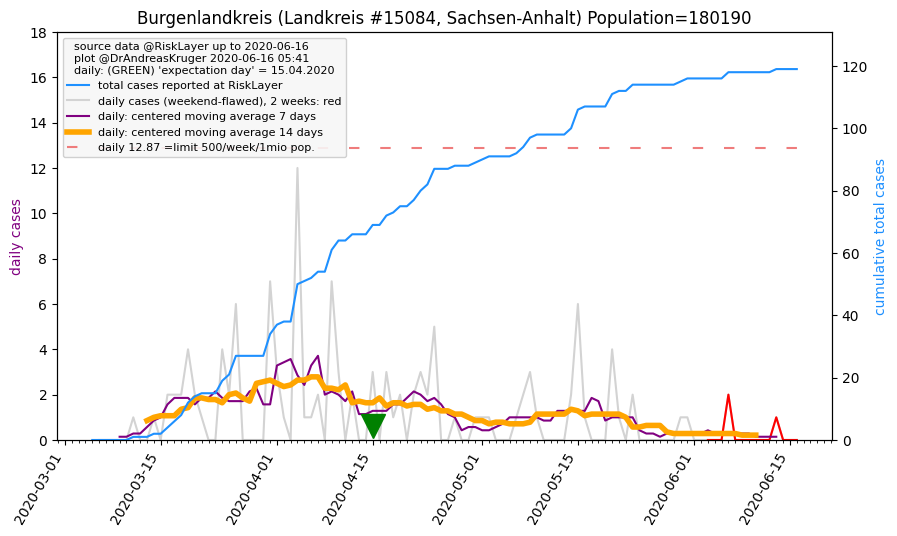 Burgenlandkreis (Landkreis #15084, Sachsen-Anhalt) Population=180190
source data @RiskLayer up to 2020-06-16
plot @DrAndreasKruger 2020-06-16 05:41
daily: (GREEN) 'expectation day' = 15.04.2020
total cases reported at RiskLayer
daily cases (weekend-flawed), 2 weeks: red
daily: centered moving average 7 days
daily: centered moving average 14 days
daily 12.87 =limit 500/week/1mio pop.
daily cases
18
16
14
12
10
8
6
4
2
0
120
100
80
60
40
20
0
cumulative total cases
2020-03-01
2020-03-15
2020-04-01
2020-04-15
2020-05-01
2020-05-15
2020-06-01
2020-06-15